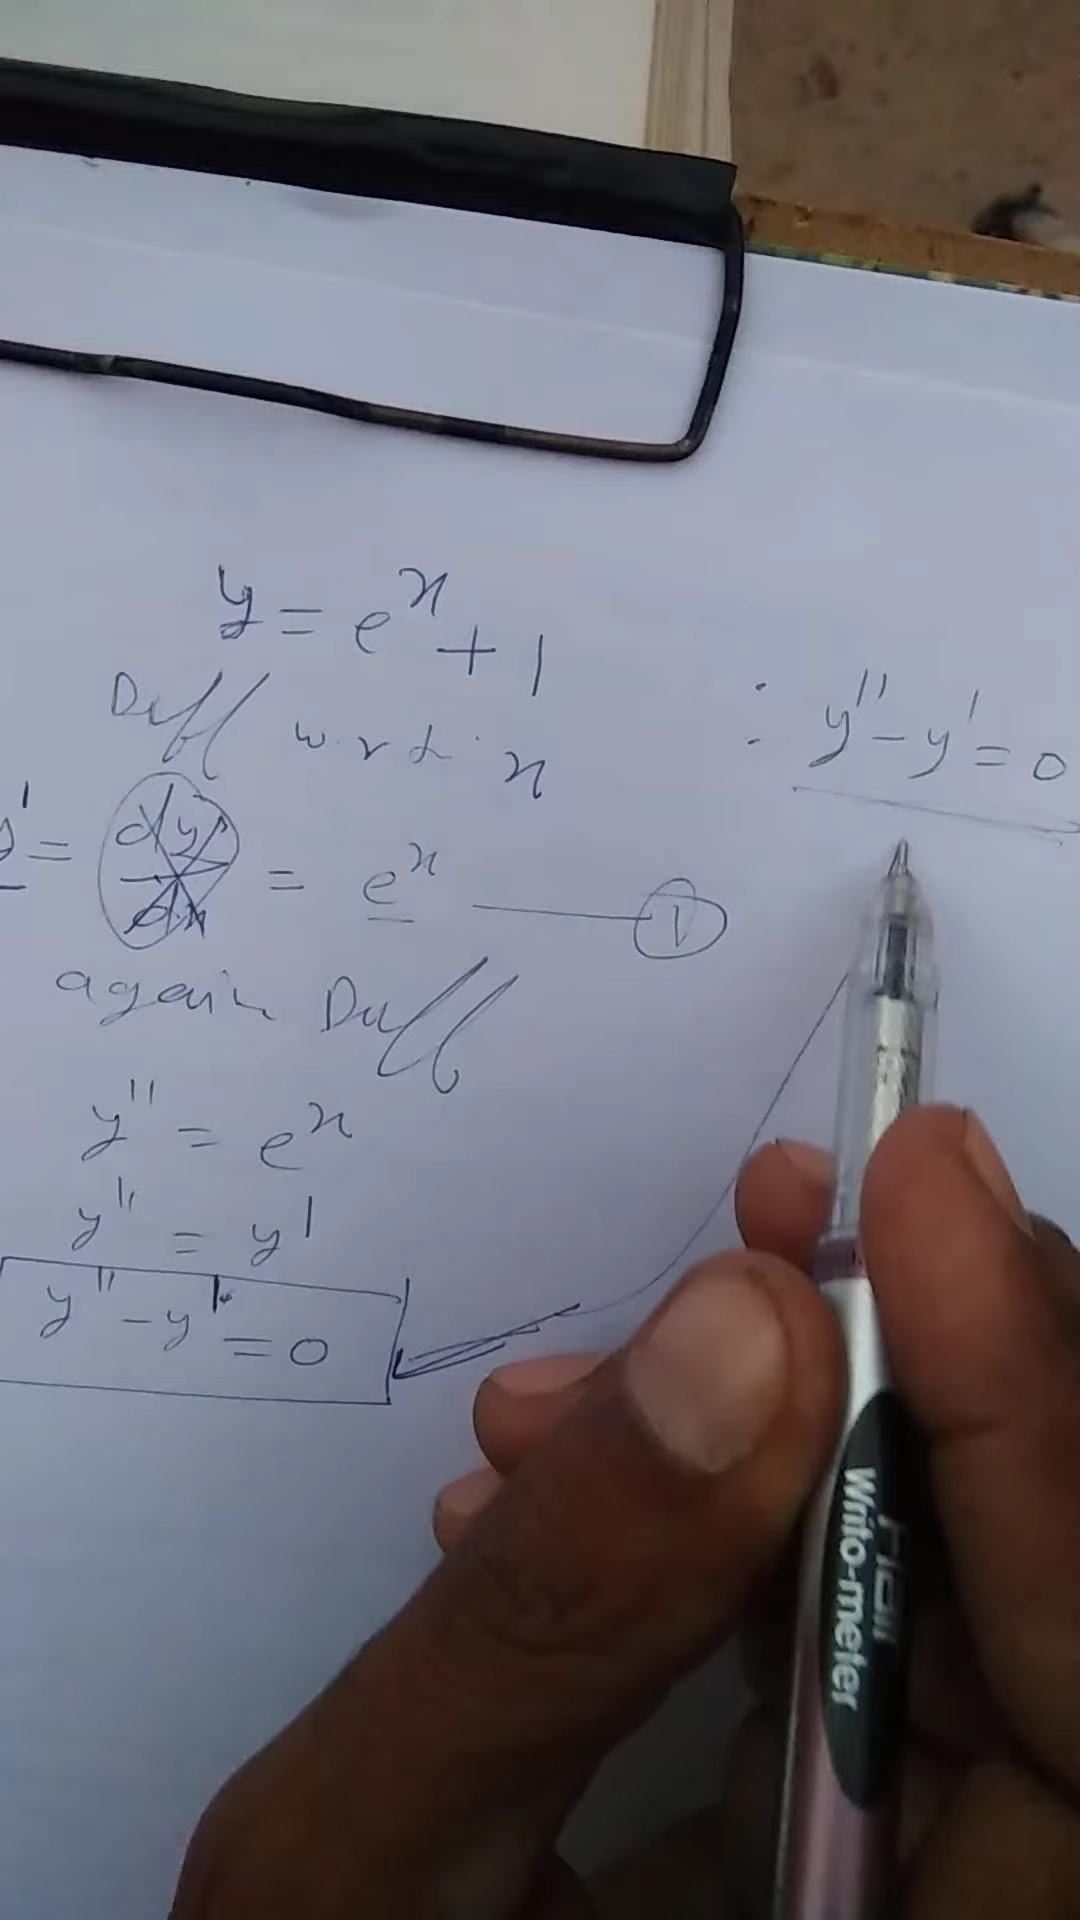 y = e^x + 1
Diff w.r.t. x
y' = dy/dx = e^x — 1
again Diff
y'' = e^x
y'' = y'
y'' - y' = 0
: y'' - y' = 0
Writo-meter